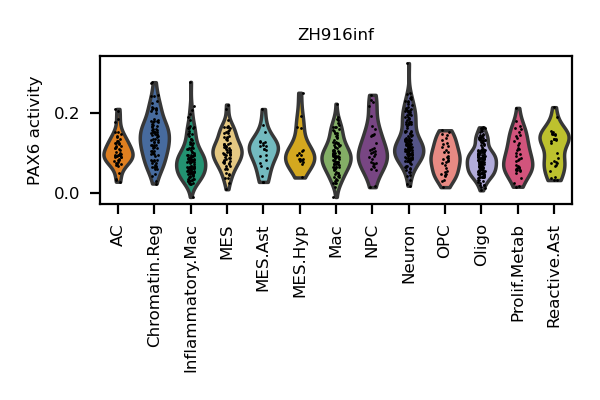 ZH916inf
PAX6 activity
0.2
0.0
AC
Chromatin.Reg
Inflammatory.Mac
MES
MES.Ast
MES.Hyp
Mac
NPC
Neuron
OPC
Oligo
Prolif.Metab
Reactive.Ast